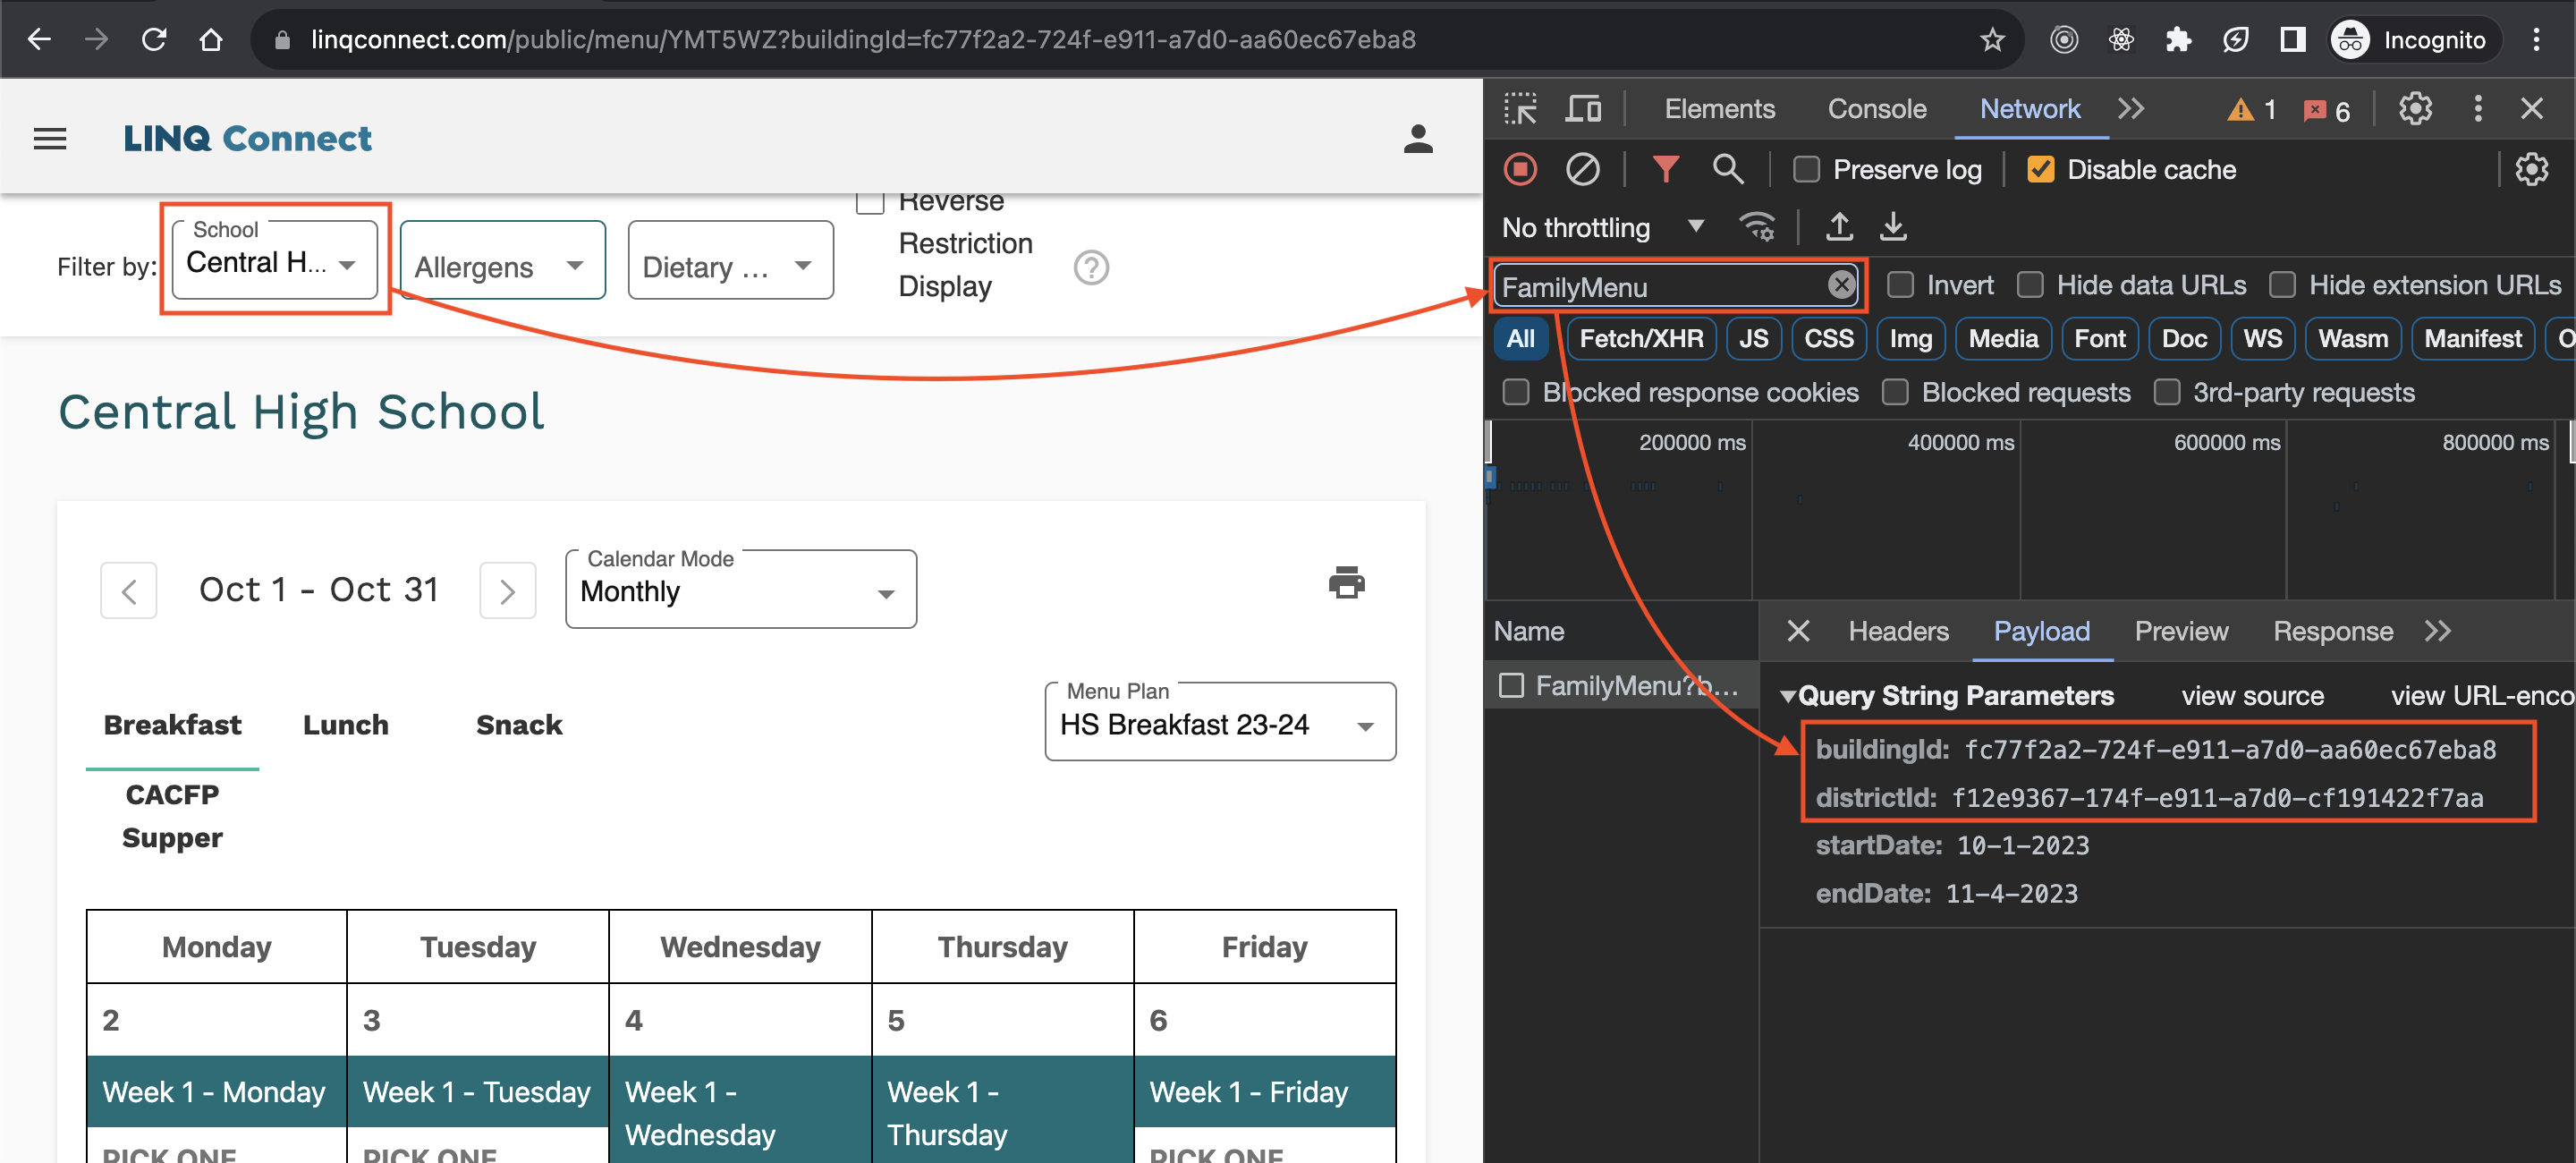 linqconnect.com/public/menu/YMT5WZ?buildingId=fc77f2a2-724f-e911-a7d0-aa60ec67eba8
Incognito
LINQ Connect
Filter by:
School
Central H...
Allergens
Dietary ...
Reverse
Restriction
Display
?
Central High School
Oct 1 - Oct 31
Calendar Mode
Monthly
Breakfast
Lunch
Snack
CACFP
Supper
Menu Plan
HS Breakfast 23-24
Monday
Tuesday
Wednesday
Thursday
Friday
2
3
4
5
6
Week 1 - Monday
Week 1 - Tuesday
Week 1 -
Wednesday
Week 1 -
Thursday
Week 1 - Friday
PICK ONE
PICK ONE
PICK ONE
Elements
Console
Network
1
6
Preserve log
Disable cache
No throttling
FamilyMenu
Invert
Hide data URLs
Hide extension URLs
All
Fetch/XHR
JS
CSS
Img
Media
Font
Doc
WS
Wasm
Manifest
Blocked response cookies
Blocked requests
3rd-party requests
200000 ms
400000 ms
600000 ms
800000 ms
Name
FamilyMenu?b...
Headers
Payload
Preview
Response
Query String Parameters
view source
view URL-enco
buildingId: fc77f2a2-724f-e911-a7d0-aa60ec67eba8
districtId: f12e9367-174f-e911-a7d0-cf191422f7aa
startDate: 10-1-2023
endDate: 11-4-2023